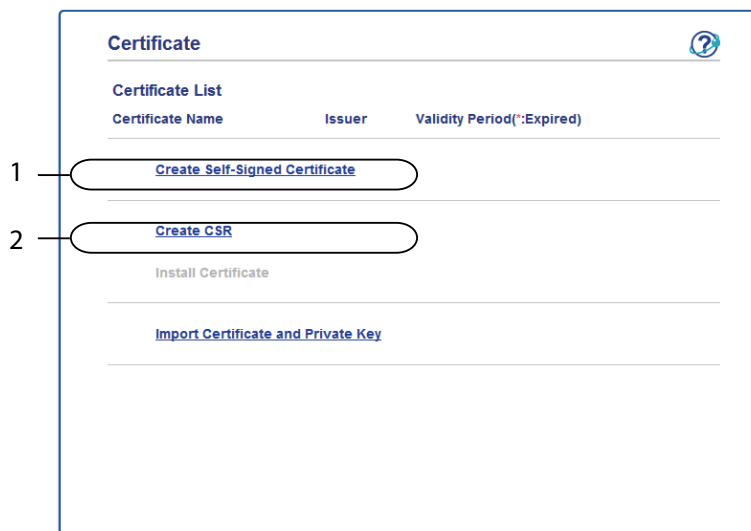 Certificate
?
Certificate List
Certificate Name Issuer Validity Period(*:Expired)
1 Create Self-Signed Certificate
2 Create CSR
Install Certificate
Import Certificate and Private Key